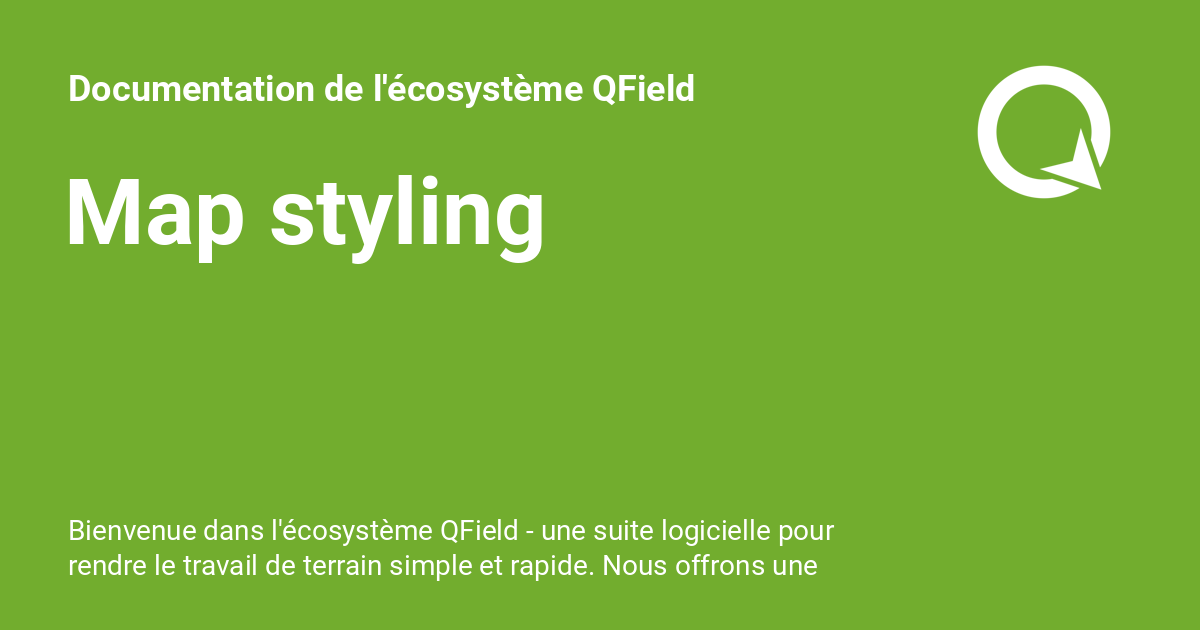 Documentation de l'écosystème QField
Map styling
Bienvenue dans l'écosystème QField - une suite logicielle pour
rendre le travail de terrain simple et rapide. Nous offrons une